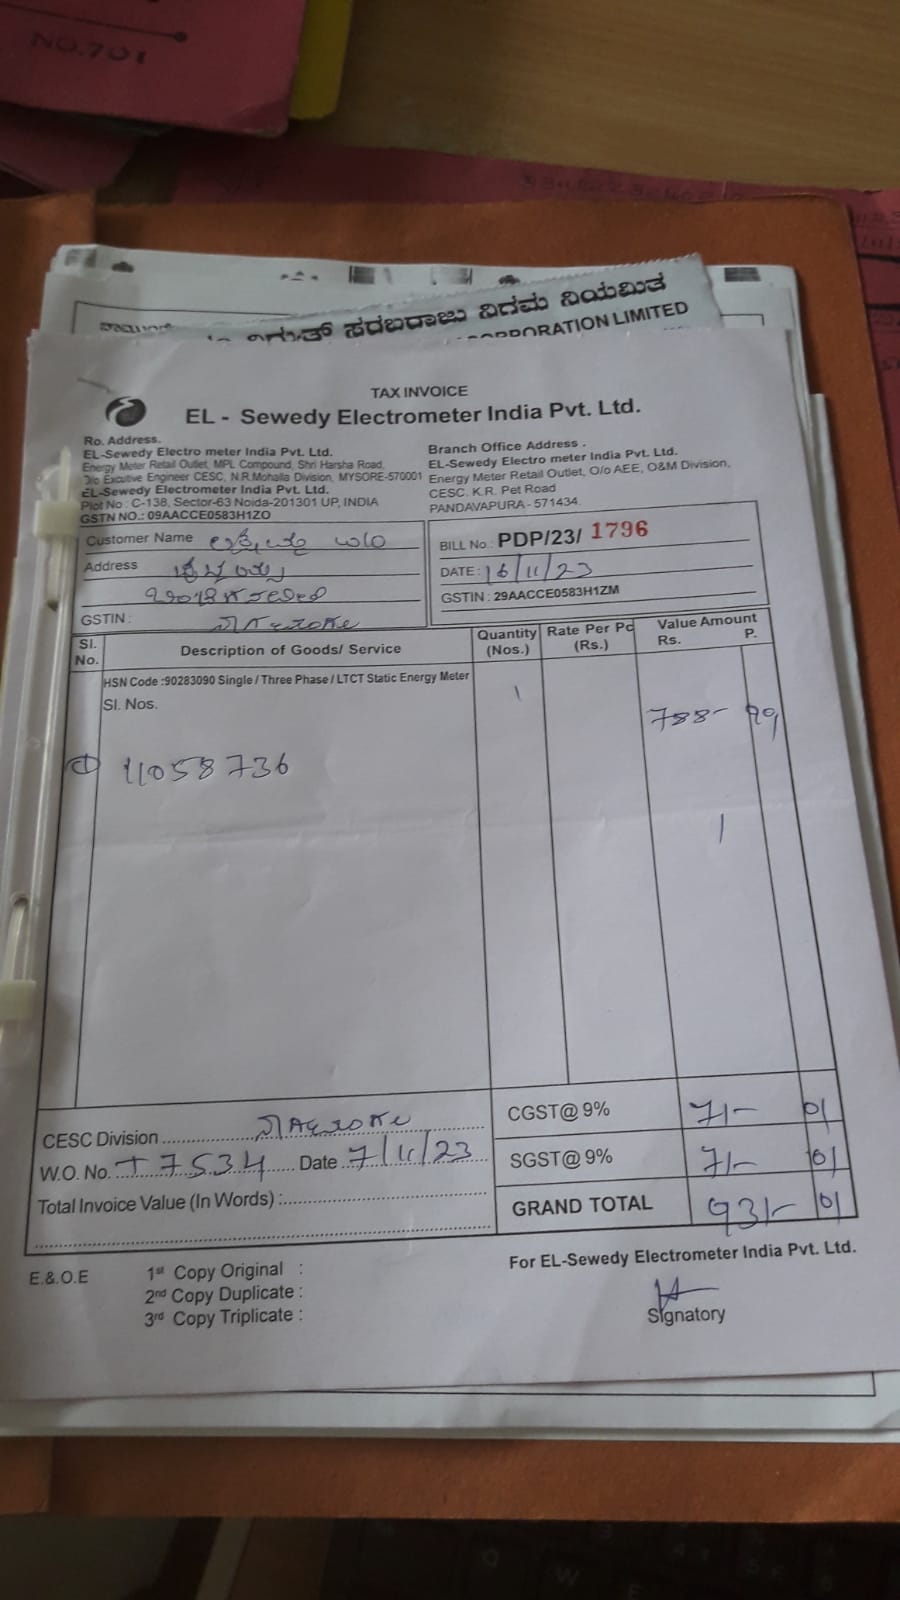 NO.701
ಸರಬರಾಜು ನಿಗಮ ನಿಯಮಿತ
CORPORATION LIMITED
TAX INVOICE
EL - Sewedy Electrometer India Pvt. Ltd.
Ro. Address.
EL-Sewedy Electro meter India Pvt. Ltd.
Energy Meter Retail Outlet, MPL Compound, Shri Harsha Road,
O/o Excutive Engineer CESC, N.R.Mohalla Division, MYSORE-570001
EL-Sewedy Electrometer India Pvt. Ltd.
Plot No : C-138, Sector-63 Noida-201301 UP, INDIA
GSTN NO.: 09AACCE0583H1ZO
Branch Office Address .
EL-Sewedy Electro meter India Pvt. Ltd.
Energy Meter Retail Outlet, O/o AEE, O&M Division,
CESC. K.R. Pet Road
PANDAVAPURA - 571434.
Customer Name
Address
GSTIN :
BILL No. PDP/23/ 1796
DATE : 16/11/23
GSTIN : 29AACCE0583H1ZM
Sl. No. Description of Goods/ Service Quantity (Nos.) Rate Per Pc (Rs.) Value Amount Rs. P.
HSN Code :90283090 Single / Three Phase / LTCT Static Energy Meter 1
Sl. Nos. 788- 99
① 11058736
CESC Division
CGST@ 9% 71- 01
W.O. No. T 7534 Date 7/11/23
SGST@ 9% 71- 01
Total Invoice Value (In Words) :
GRAND TOTAL 931- 01
E.& O.E
1st Copy Original :
2nd Copy Duplicate :
3rd Copy Triplicate :
For EL-Sewedy Electrometer India Pvt. Ltd.
Signatory